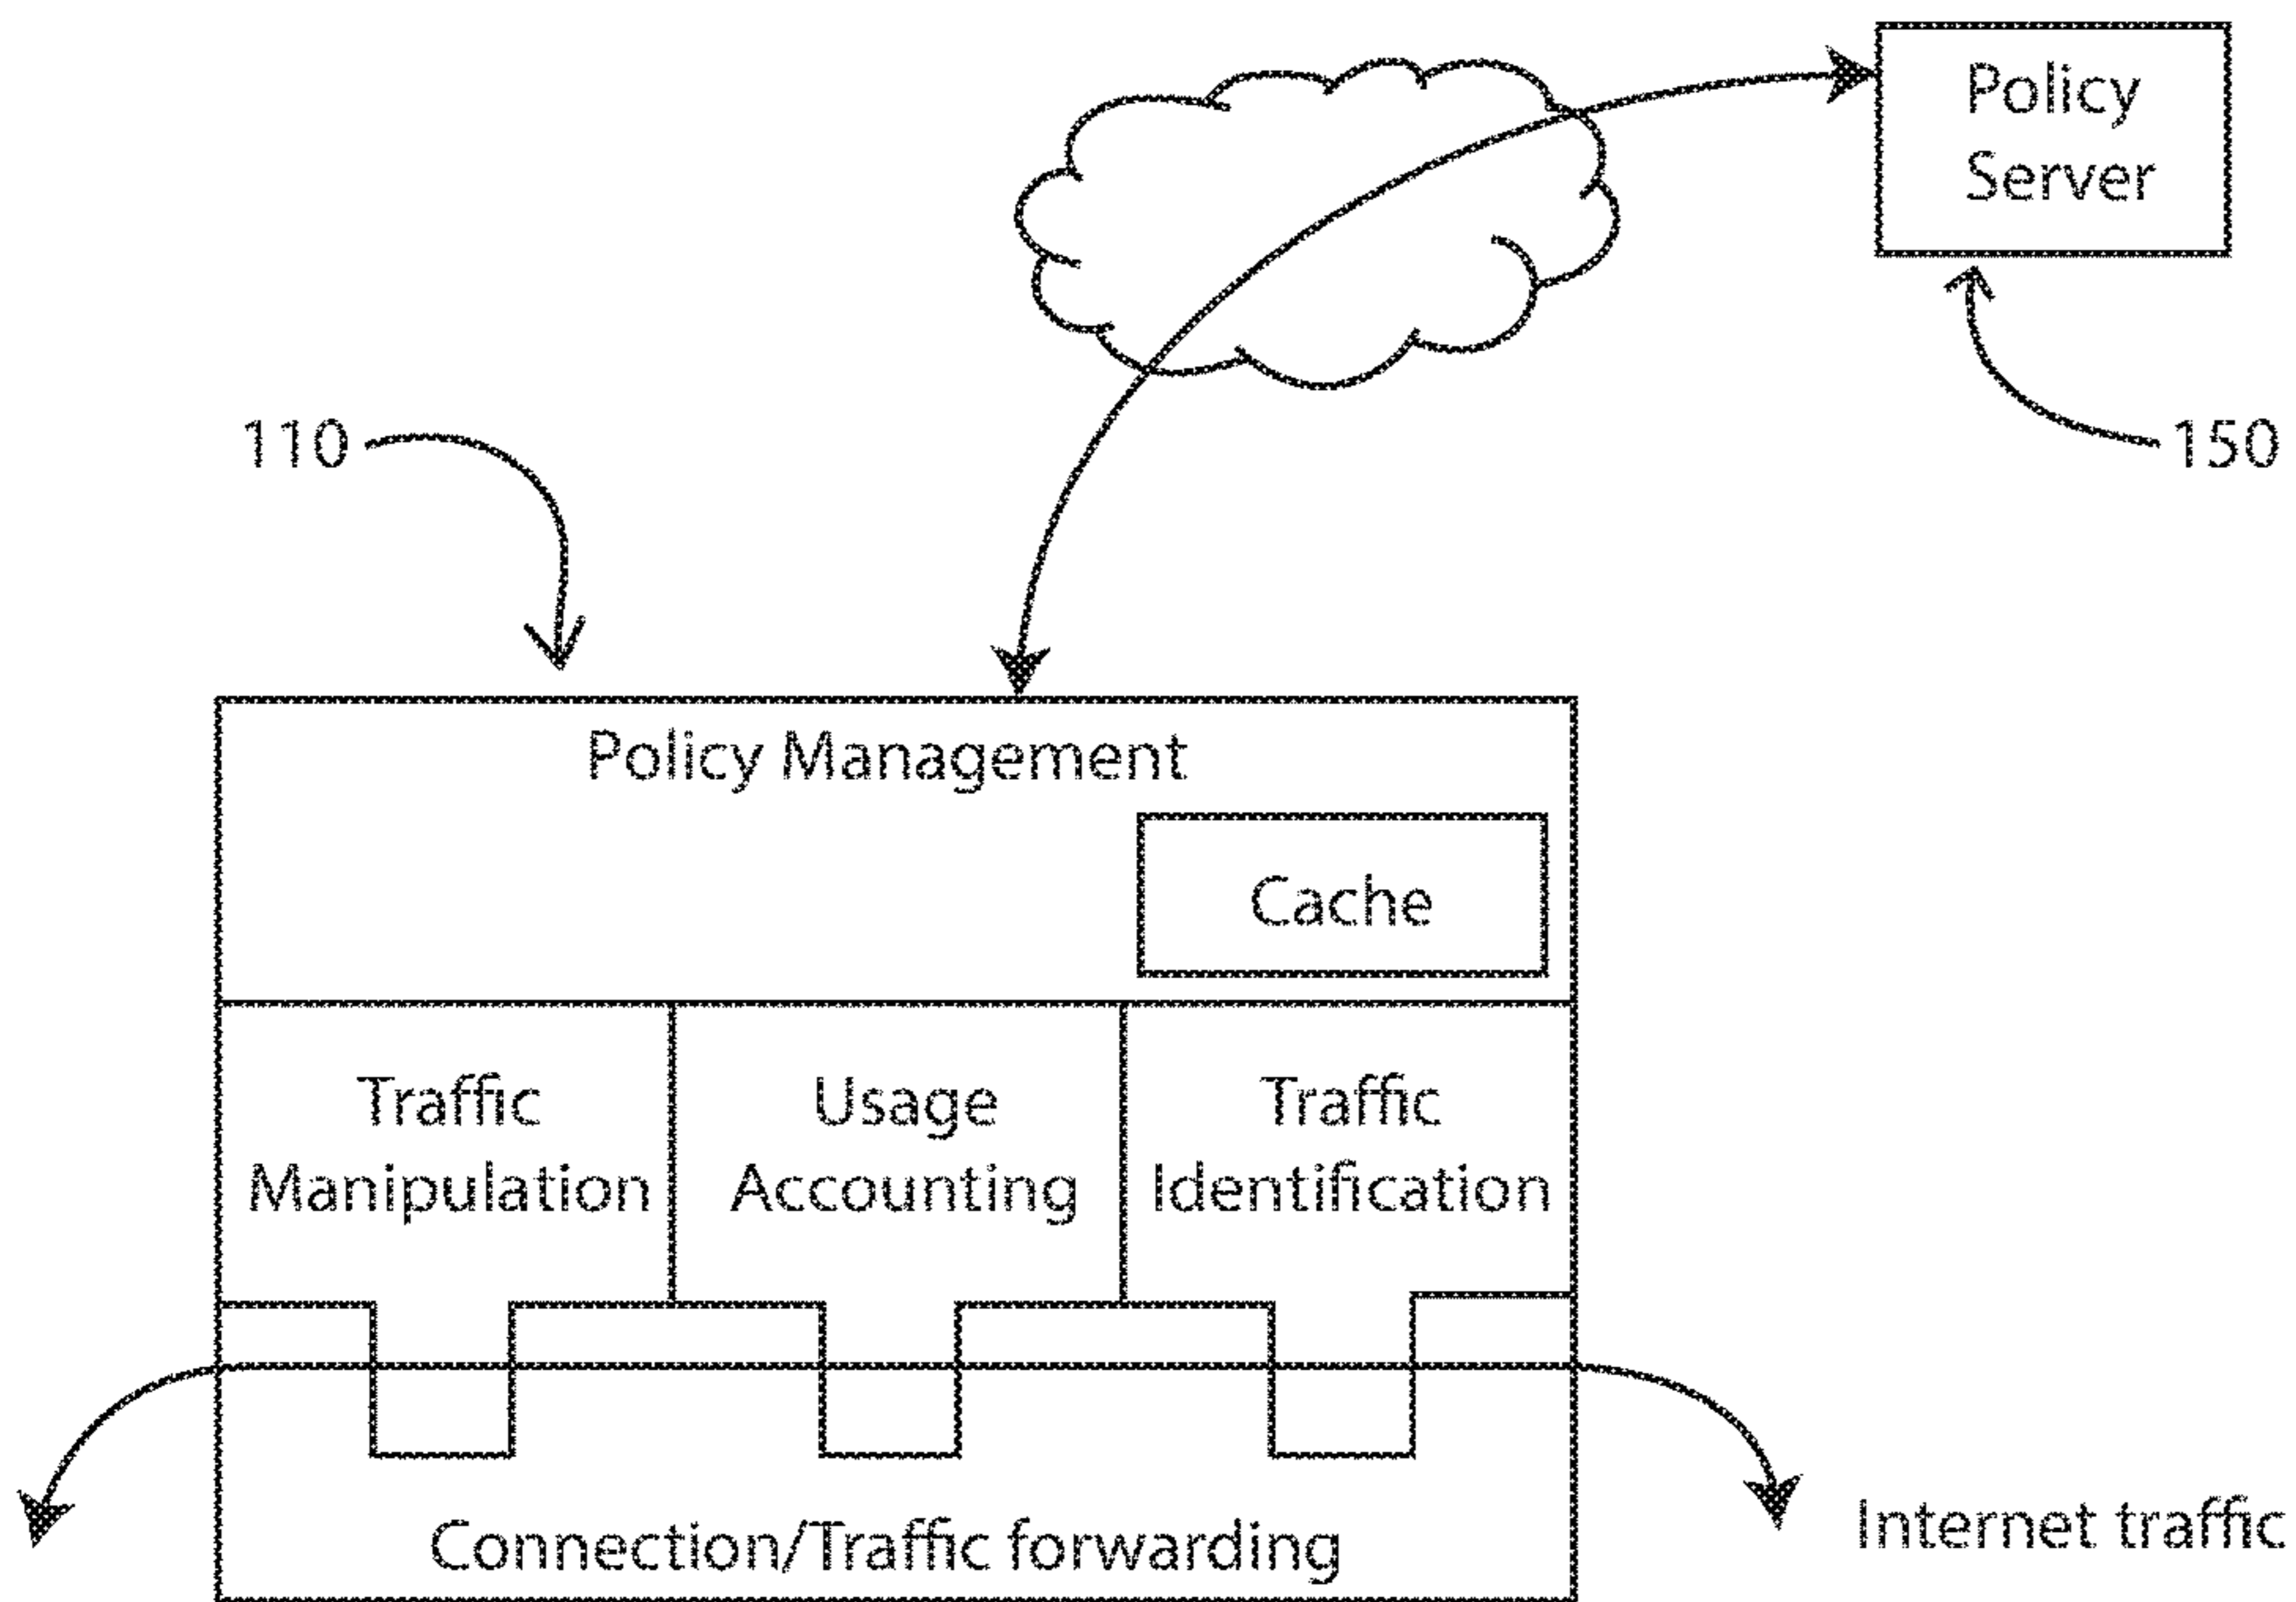 Policy
Server
110
150
Policy Management
Cache
Traffic
Manipulation
Usage
Accounting
Traffic
Identification
Connection/Traffic forwarding
Internet traffic